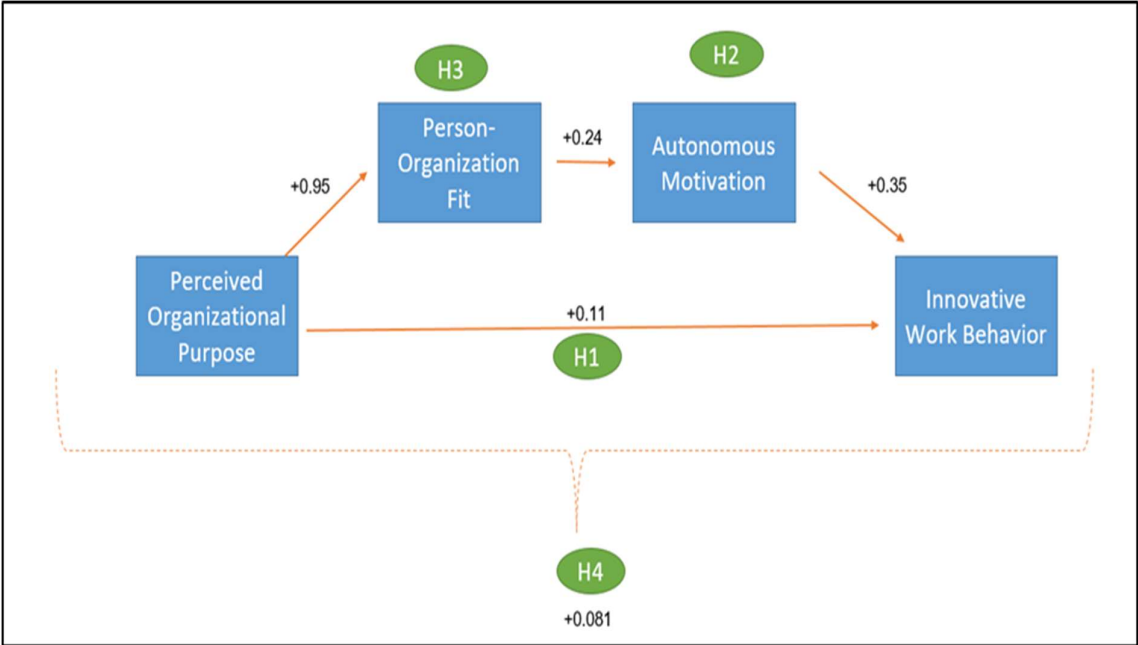 H3
H2
Person-
Organization
Fit
+0.24
Autonomous
Motivation
+0.95
+0.35
Perceived
Organizational
Purpose
+0.11
H1
Innovative
Work Behavior
H4
+0.081